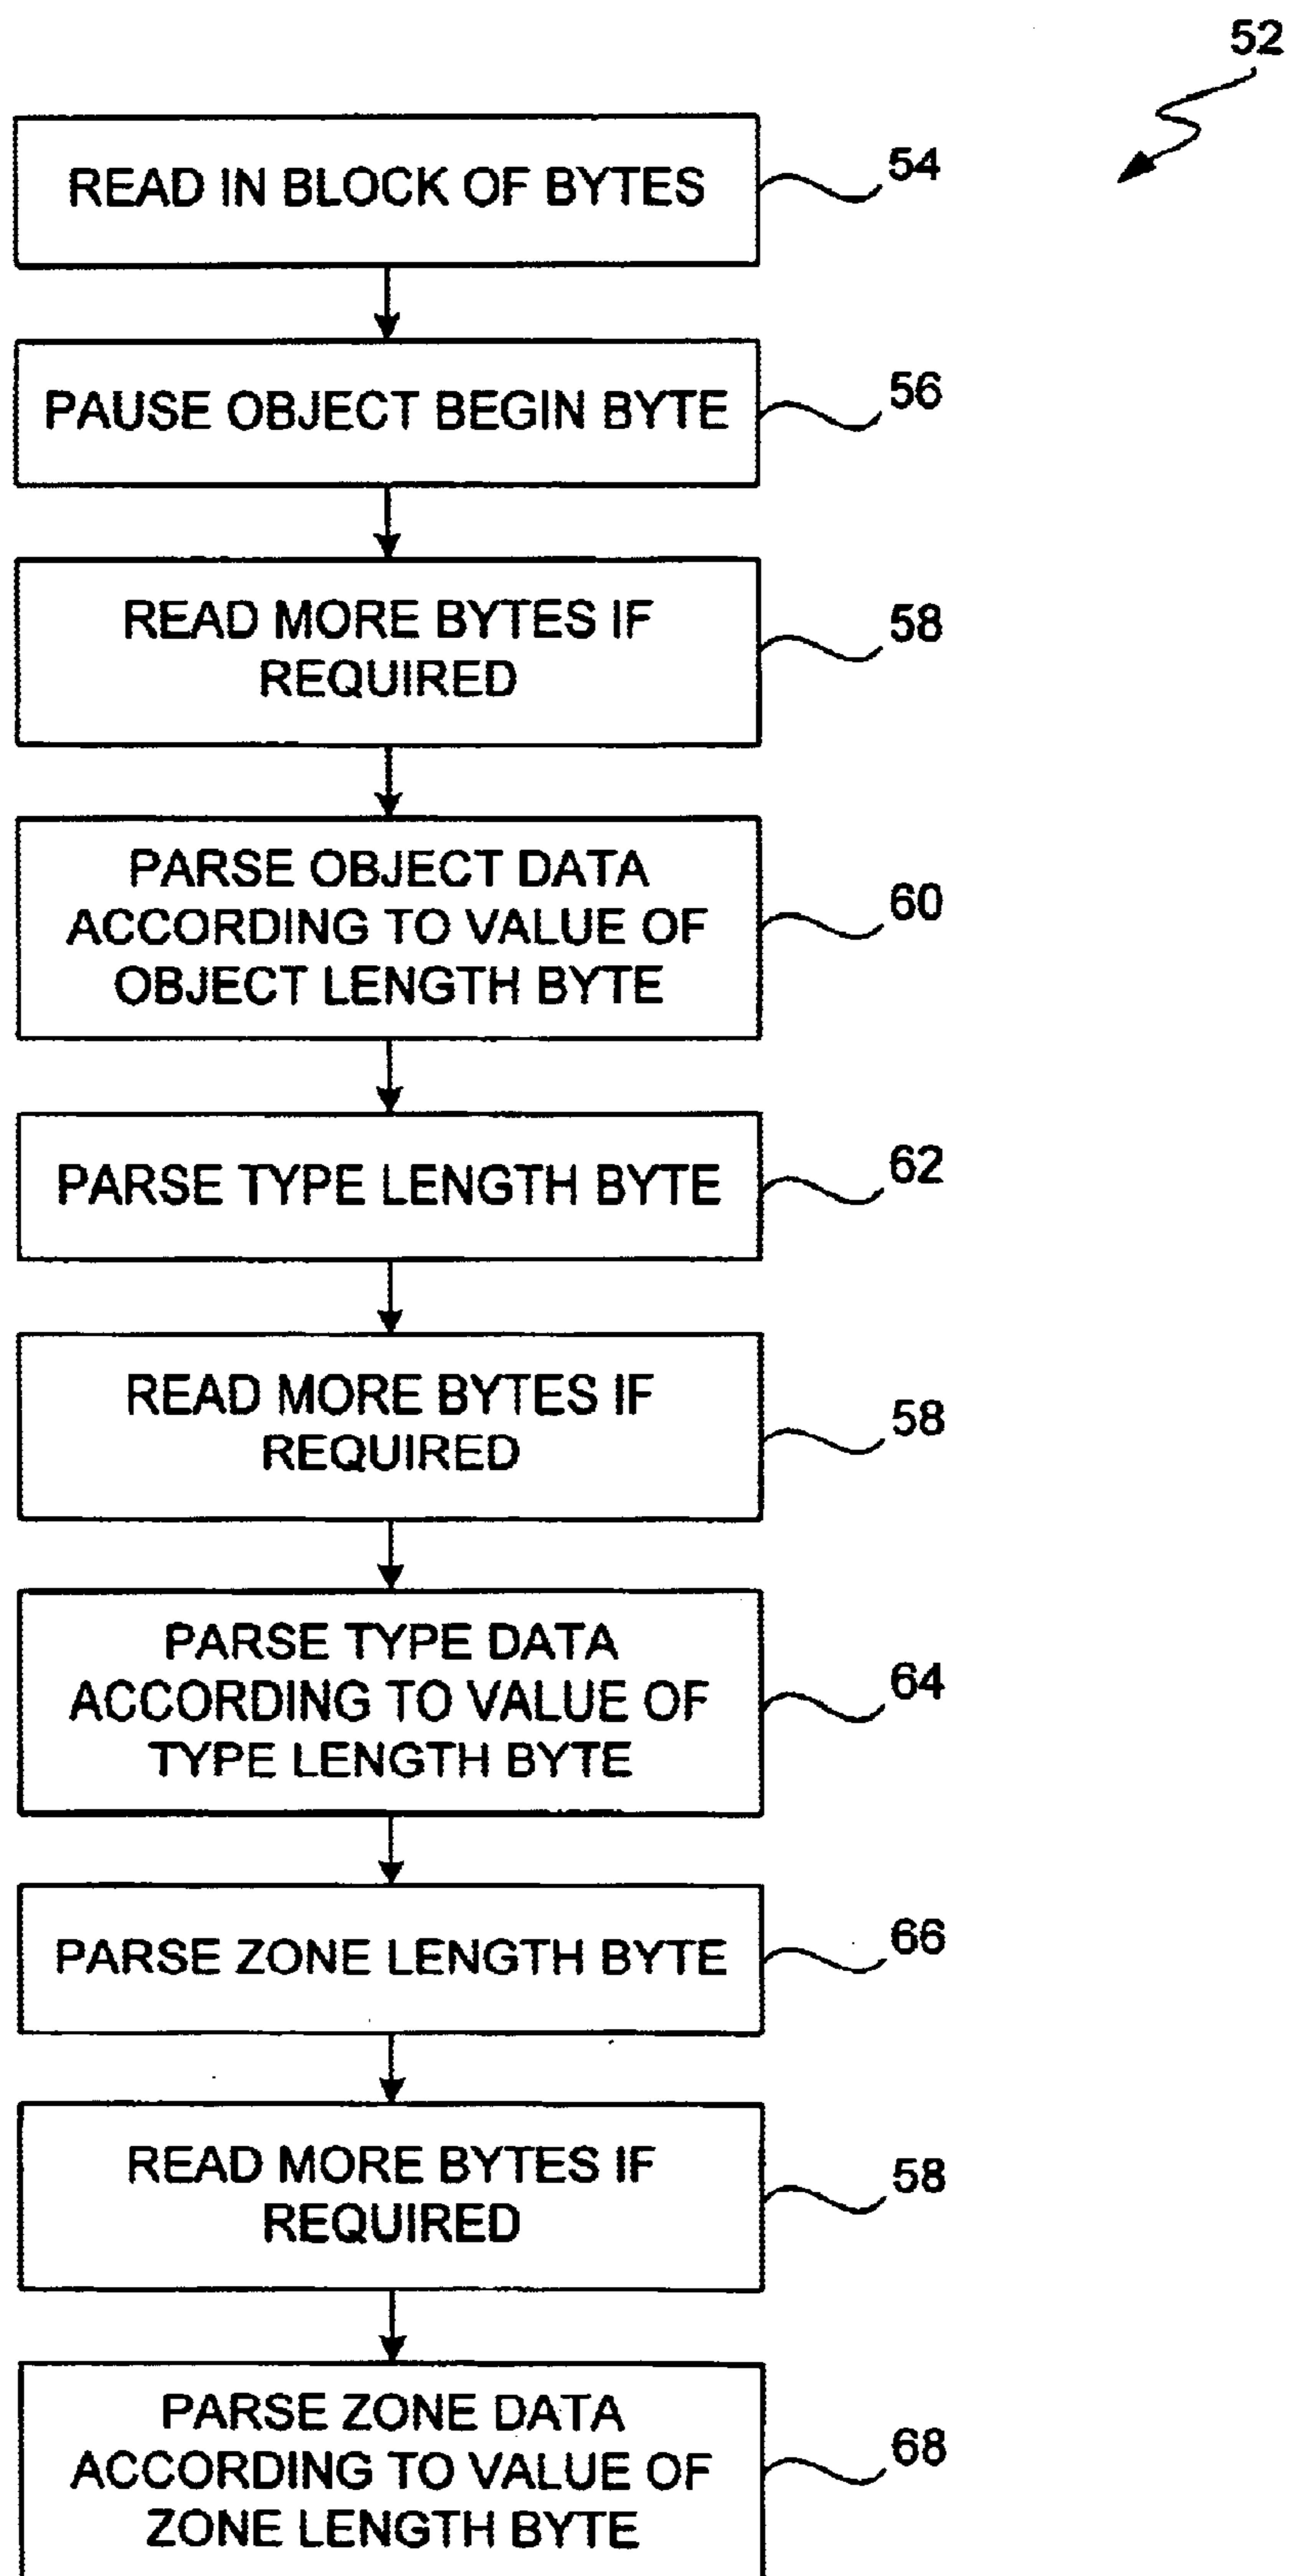 52
READ IN BLOCK OF BYTES
54
PAUSE OBJECT BEGIN BYTE
56
READ MORE BYTES IF
REQUIRED
58
PARSE OBJECT DATA
ACCORDING TO VALUE OF
OBJECT LENGTH BYTE
60
PARSE TYPE LENGTH BYTE
62
READ MORE BYTES IF
REQUIRED
58
PARSE TYPE DATA
ACCORDING TO VALUE OF
TYPE LENGTH BYTE
64
PARSE ZONE LENGTH BYTE
66
READ MORE BYTES IF
REQUIRED
58
PARSE ZONE DATA
ACCORDING TO VALUE OF
ZONE LENGTH BYTE
68